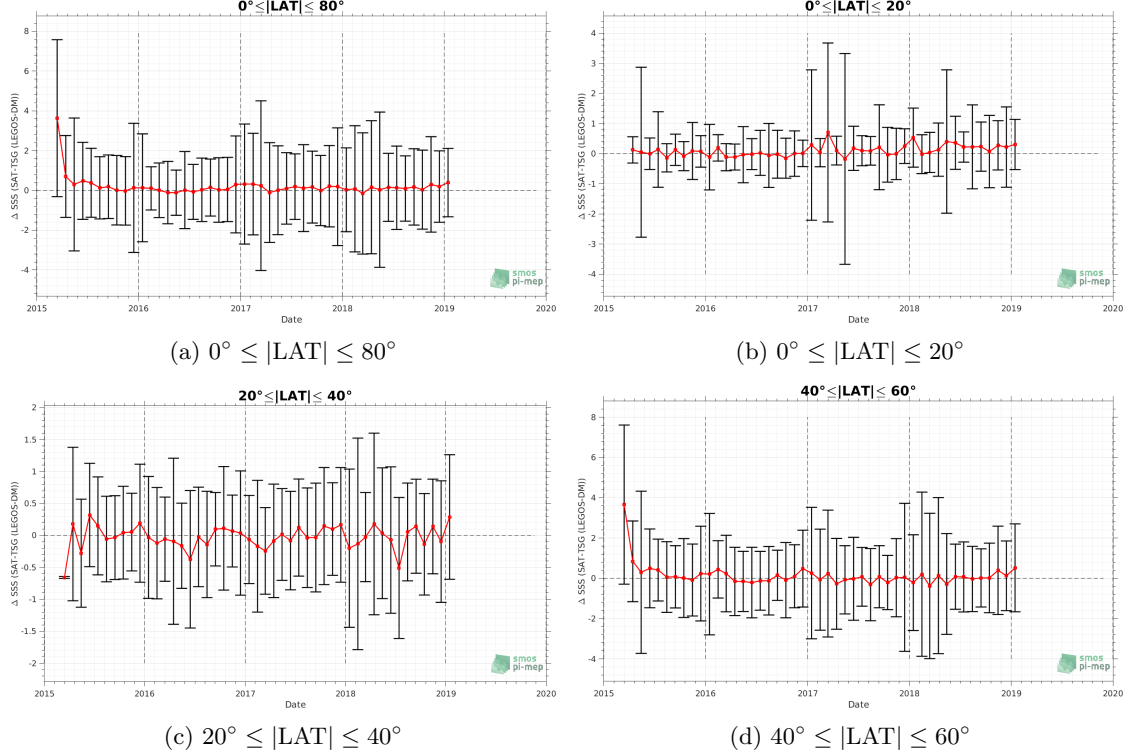 0°≤|LAT|≤ 80°
Δ SSS (SAT-TSG (LEGOS-DM))
8
6
4
2
0
-2
-4
2015 2016 2017 2018 2019 2020
Date
smos
pi-mep
(a) 0° ≤ |LAT| ≤ 80°
0°≤|LAT|≤ 20°
Δ SSS (SAT-TSG (LEGOS-DM))
4
3
2
1
0
-1
-2
-3
-4
2015 2016 2017 2018 2019 2020
Date
smos
pi-mep
(b) 0° ≤ |LAT| ≤ 20°
20°≤|LAT|≤ 40°
Δ SSS (SAT-TSG (LEGOS-DM))
2
1.5
1
0.5
0
-0.5
-1
-1.5
-2
2015 2016 2017 2018 2019 2020
Date
smos
pi-mep
(c) 20° ≤ |LAT| ≤ 40°
40°≤|LAT|≤ 60°
Δ SSS (SAT-TSG (LEGOS-DM))
8
6
4
2
0
-2
-4
2015 2016 2017 2018 2019 2020
Date
smos
pi-mep
(d) 40° ≤ |LAT| ≤ 60°